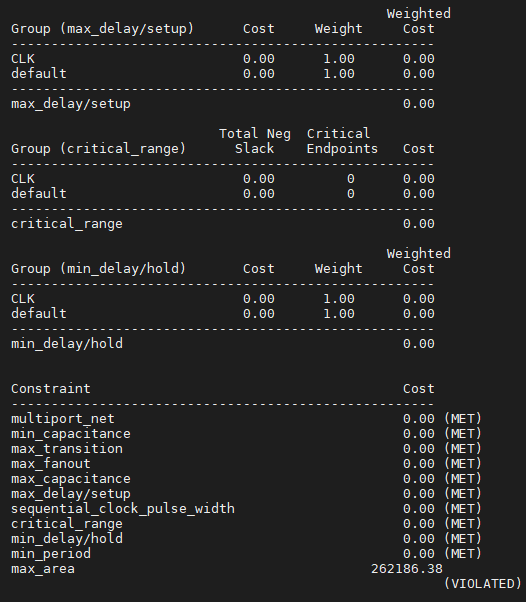 Weighted
Group (max_delay/setup)      Cost     Weight     Cost
-----------------------------------------------------
CLK                          0.00      1.00      0.00
default                      0.00      1.00      0.00
-----------------------------------------------------
max_delay/setup                                  0.00
                          Total Neg  Critical
Group (critical_range)      Slack    Endpoints   Cost
-----------------------------------------------------
CLK                          0.00         0      0.00
default                      0.00         0      0.00
-----------------------------------------------------
critical_range                                   0.00
                                               Weighted
Group (min_delay/hold)       Cost     Weight     Cost
-----------------------------------------------------
CLK                          0.00      1.00      0.00
default                      0.00      1.00      0.00
-----------------------------------------------------
min_delay/hold                                   0.00
Constraint                                       Cost
-----------------------------------------------------
multiport_net                                    0.00 (MET)
min_capacitance                                  0.00 (MET)
max_transition                                   0.00 (MET)
max_fanout                                       0.00 (MET)
max_capacitance                                  0.00 (MET)
max_delay/setup                                  0.00 (MET)
sequential_clock_pulse_width                     0.00 (MET)
critical_range                                   0.00 (MET)
min_delay/hold                                   0.00 (MET)
min_period                                       0.00 (MET)
max_area                                     262186.38
                                                      (VIOLATED)